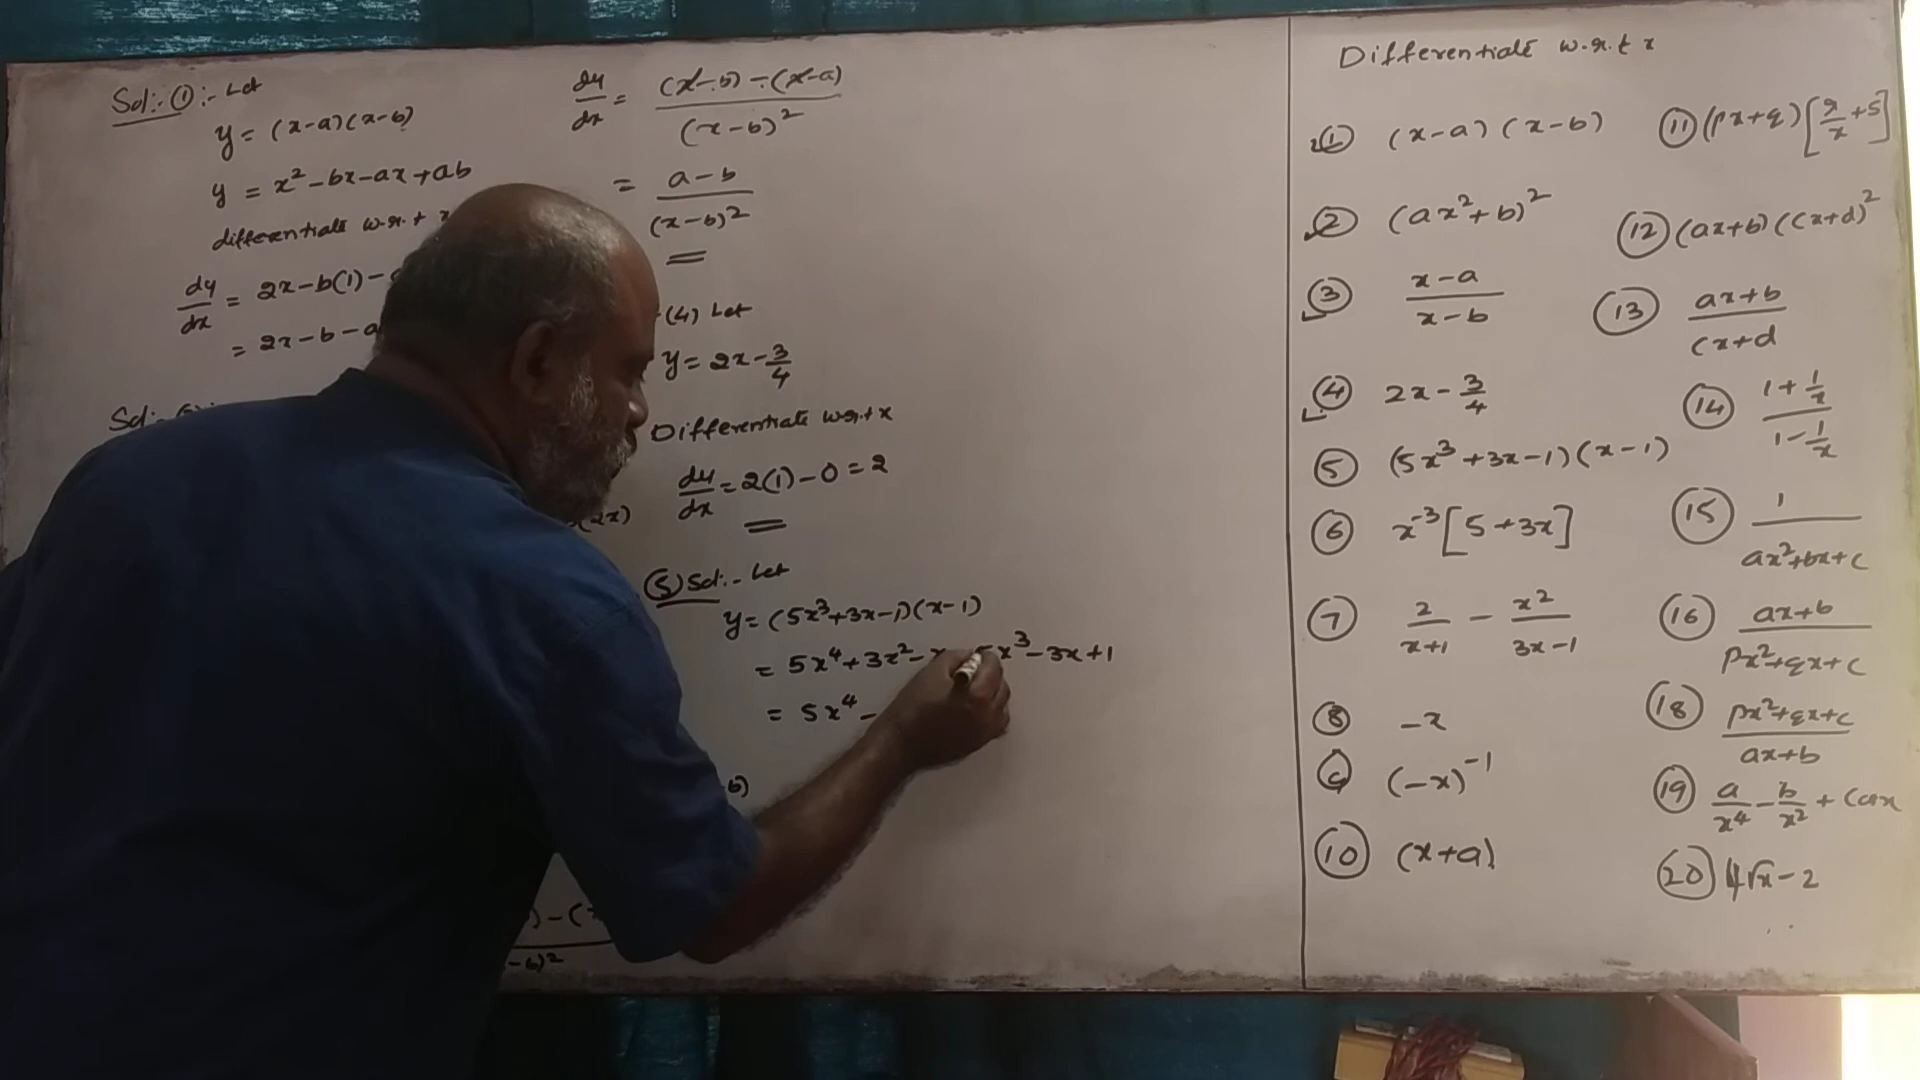 Sol:- ① :- Let
y = (x-a)(x-b)
y = x² - bx - ax + ab
differentiate w.r.t x
dy/dx = 2x - b(1) -
= 2x - b - a
Sol:-
(2x)
-b)
) - (
-b)²
dy/dx = (x-b) - (x-a) / (x-b)²
= a-b / (x-b)²
(4) Let
y = 2x - 3/4
Differentiate w.r.t x
dy/dx = 2(1) - 0 = 2
⑤ Sol:- Let
y = (5x³+3x-1)(x-1)
= 5x⁴ + 3x² - x - 5x³ - 3x + 1
= 5x⁴ -
Differentiate w.r.t x
① (x-a) (x-b)
② (ax²+b)²
③ x-a / x-b
④ 2x - 3/4
⑤ (5x³+3x-1)(x-1)
⑥ x⁻³[5+3x]
⑦ 2/x+1 - x²/3x-1
⑧ -x
⑨ (-x)⁻¹
⑩ (x+a)
⑪ (px+q) [r/x + s]
⑫ (ax+b)(cx+d)²
⑬ ax+b / cx+d
⑭ 1 + 1/x / 1 - 1/x
⑮ 1 / ax²+bx+c
⑯ ax+b / px²+qx+c
⑱ px²+qx+c / ax+b
⑲ a/x⁴ - b/x² + cosx
⑳ 4√x - 2